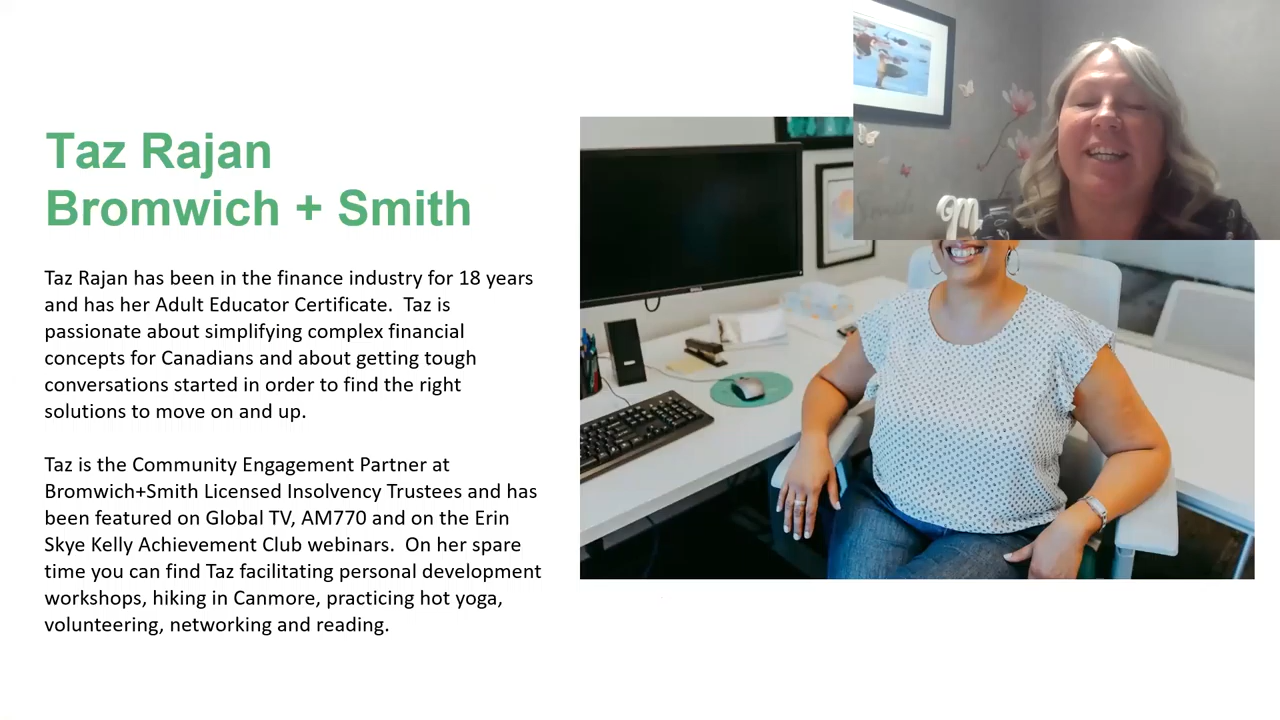 Taz Rajan
Bromwich + Smith
Taz Rajan has been in the finance industry for 18 years
and has her Adult Educator Certificate.  Taz is
passionate about simplifying complex financial
concepts for Canadians and about getting tough
conversations started in order to find the right
solutions to move on and up.
Taz is the Community Engagement Partner at
Bromwich+Smith Licensed Insolvency Trustees and has
been featured on Global TV, AM770 and on the Erin
Skye Kelly Achievement Club webinars.  On her spare
time you can find Taz facilitating personal development
workshops, hiking in Canmore, practicing hot yoga,
volunteering, networking and reading.
m